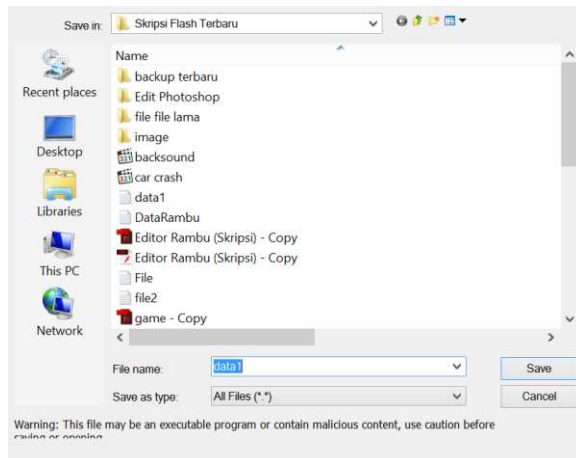 Save in: Skripsi Flash Terbaru
Name
Recent places
Desktop
Libraries
This PC
Network
backup terbaru
Edit Photoshop
file file lama
image
backsound
car crash
data1
DataRambu
Editor Rambu (Skripsi) - Copy
Editor Rambu (Skripsi) - Copy
File
file2
game - Copy
File name: data1 Save
Save as type: All Files (*.*) Cancel
Warning: This file may be an executable program or contain malicious content, use caution before
saving or opening